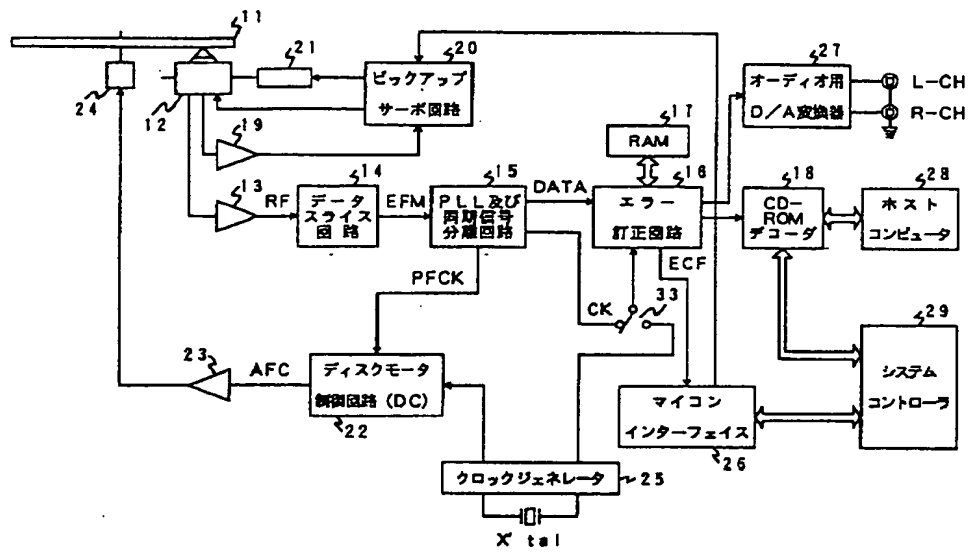 11
21
20
ピックアップ
サーボ回路
24
12
19
27
オーディオ用
D/A変換器
L-CH
R-CH
17
RAM
13
RF
14
データ
スライス
回路
EFM
15
PLL及び
同期信号
分離回路
DATA
16
エラー
訂正回路
18
CD-
ROM
デコーダ
28
ホスト
コンピュータ
PFCK
ECF
CK
33
29
システム
コントローラ
23
AFC
ディスクモータ
制御回路(DC)
22
マイコン
インターフェイス
26
クロックジェネレータ
25
X'tal